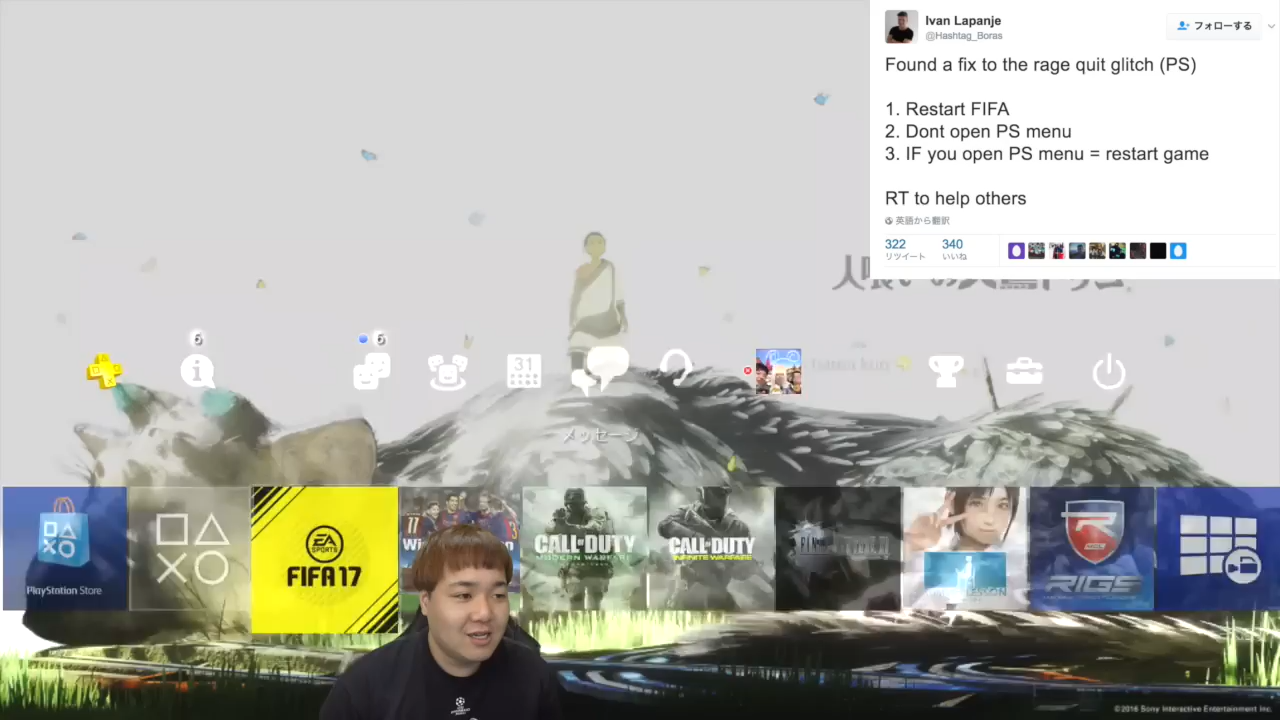 Ivan Lapanje
@Hashtag_Boras
フォローする
Found a fix to the rage quit glitch (PS)
1. Restart FIFA
2. Dont open PS menu
3. IF you open PS menu = restart game
RT to help others
英語から翻訳
322
340
リツイート
いいね
6
6
31
メッセージ
PlayStation Store
EA
SPORTS
FIFA 17
11
CALL OF DUTY
MODERN WARFARE
CALL OF DUTY
INFINITE WARFARE
RIGS
©2016 Sony Interactive Entertainment Inc.